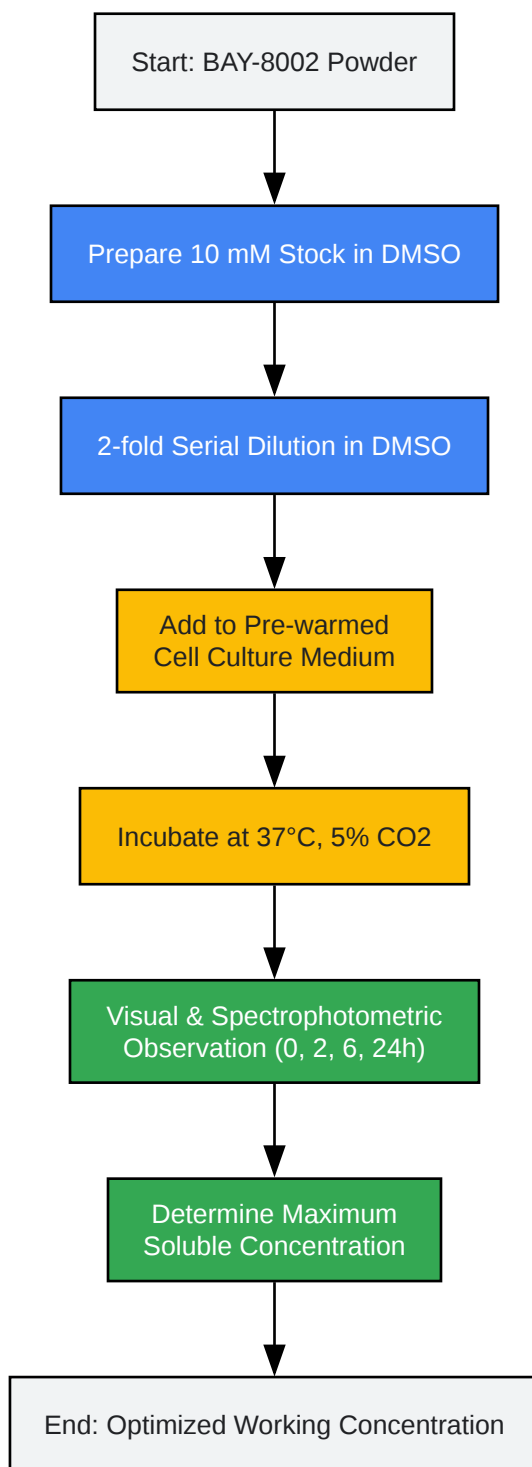 Start: BAY-8002 Powder
Prepare 10 mM Stock in DMSO
2-fold Serial Dilution in DMSO
Add to Pre-warmed
Cell Culture Medium
Incubate at 37°C, 5% CO2
Visual & Spectrophotometric
Observation (0, 2, 6, 24h)
Determine Maximum
Soluble Concentration
End: Optimized Working Concentration